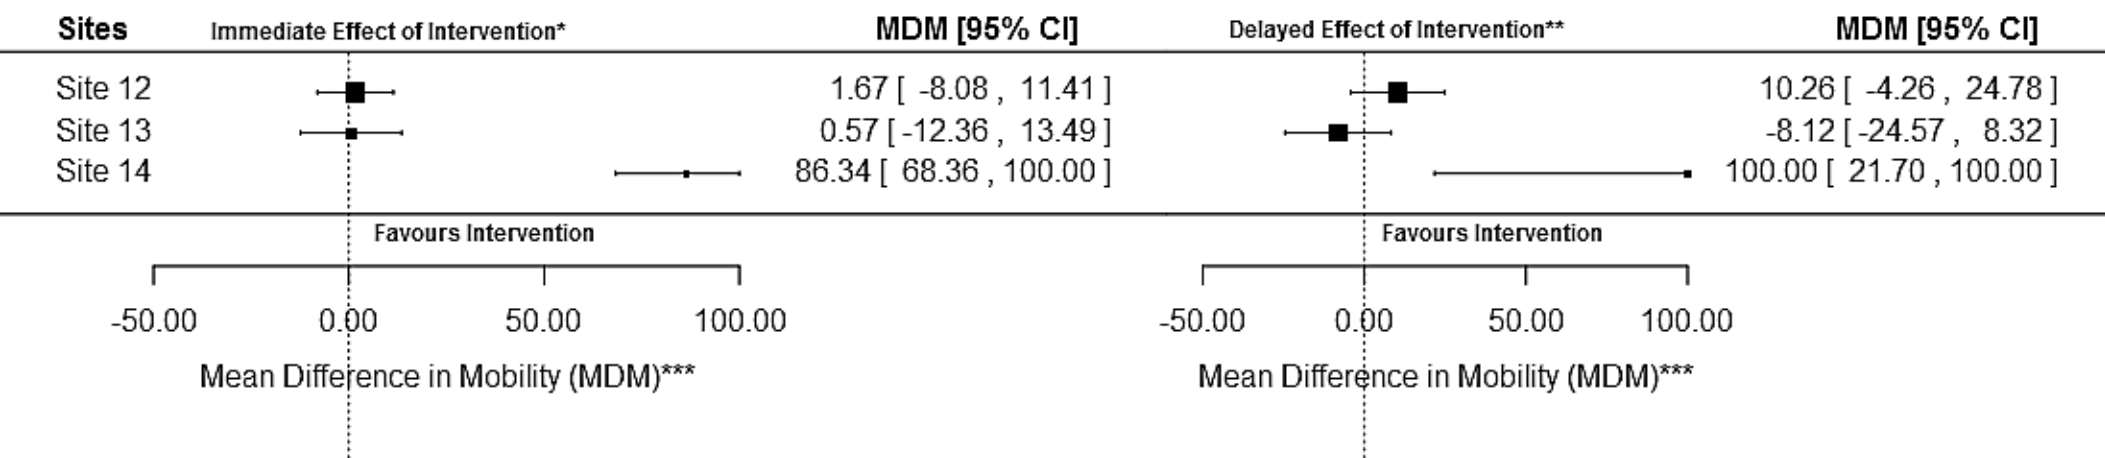 Sites Immediate Effect of Intervention* MDM [95% CI] Delayed Effect of Intervention** MDM [95% CI]
Site 12 1.67 [ -8.08 , 11.41 ] 10.26 [ -4.26 , 24.78 ]
Site 13 0.57 [ -12.36 , 13.49 ] -8.12 [ -24.57 , 8.32 ]
Site 14 86.34 [ 68.36 , 100.00 ] 100.00 [ 21.70 , 100.00 ]
Favours Intervention Favours Intervention
-50.00 0.00 50.00 100.00 -50.00 0.00 50.00 100.00
Mean Difference in Mobility (MDM)*** Mean Difference in Mobility (MDM)***